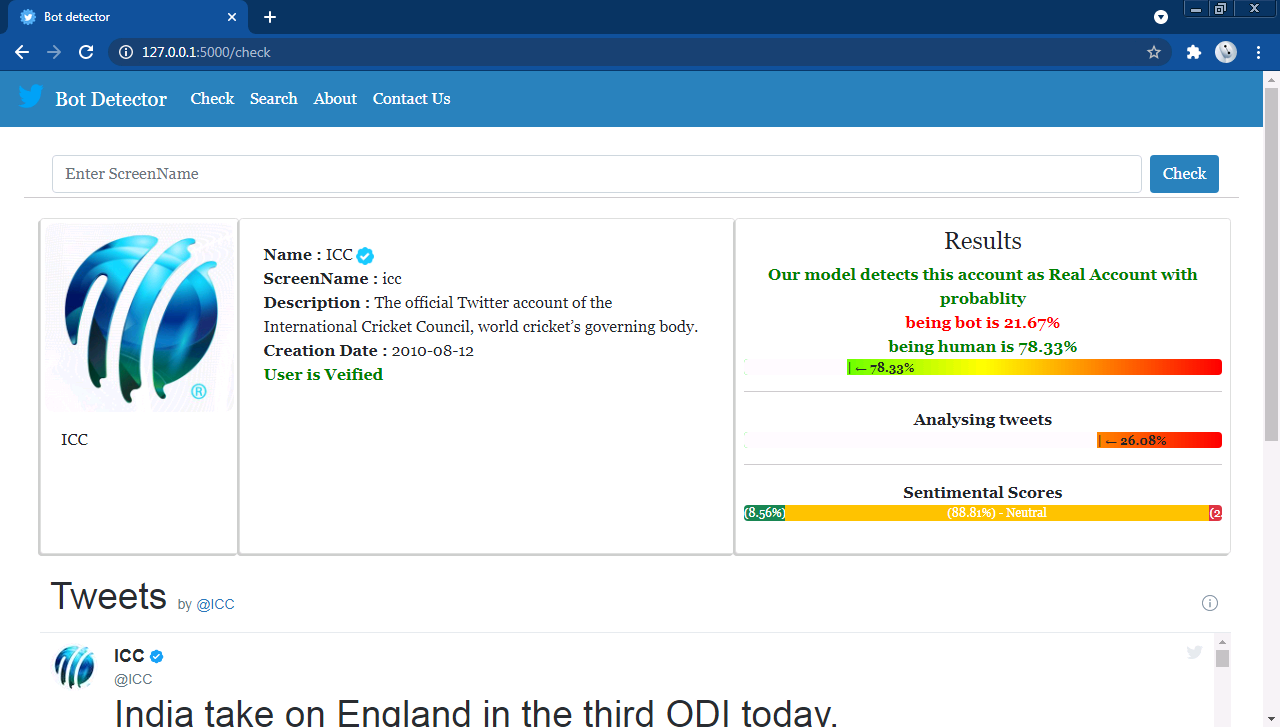 Bot detector
127.0.0.1:5000/check
Bot Detector Check Search About Contact Us
Enter ScreenName Check
ICC
Name : ICC
ScreenName : icc
Description : The official Twitter account of the
International Cricket Council, world cricket’s governing body.
Creation Date : 2010-08-12
User is Veified
Results
Our model detects this account as Real Account with
probablity
being bot is 21.67%
being human is 78.33%
| ← 78.33%
Analysing tweets
| ← 26.08%
Sentimental Scores
(8.56%) (88.81%) - Neutral (2
Tweets by @ICC
ICC
@ICC
India take on England in the third ODI today.